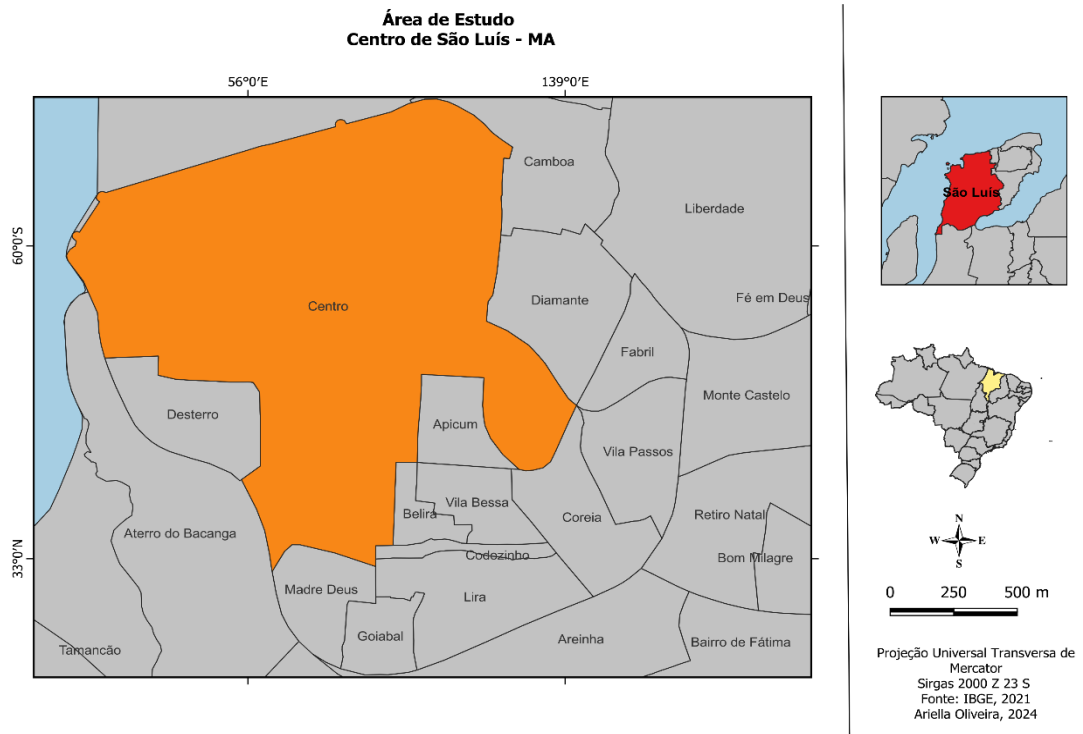 Área de Estudo
Centro de São Luís - MA
56°0'E
139°0'E
60°0'S
33°0'N
Camboa
Liberdade
Centro
Diamante
Fé em Deus
Fabril
Desterro
Apicum
Monte Castelo
Vila Passos
Vila Bessa
Belira
Coreia
Retiro Natal
Aterro do Bacanga
Codozinho
Bom Milagre
Madre Deus
Lira
Goiabal
Areinha
Bairro de Fátima
Tamancão
São Luís
N
W
E
S
0 250 500 m
Projeção Universal Transversa de
Mercator
Sirgas 2000 Z 23 S
Fonte: IBGE, 2021
Ariella Oliveira, 2024